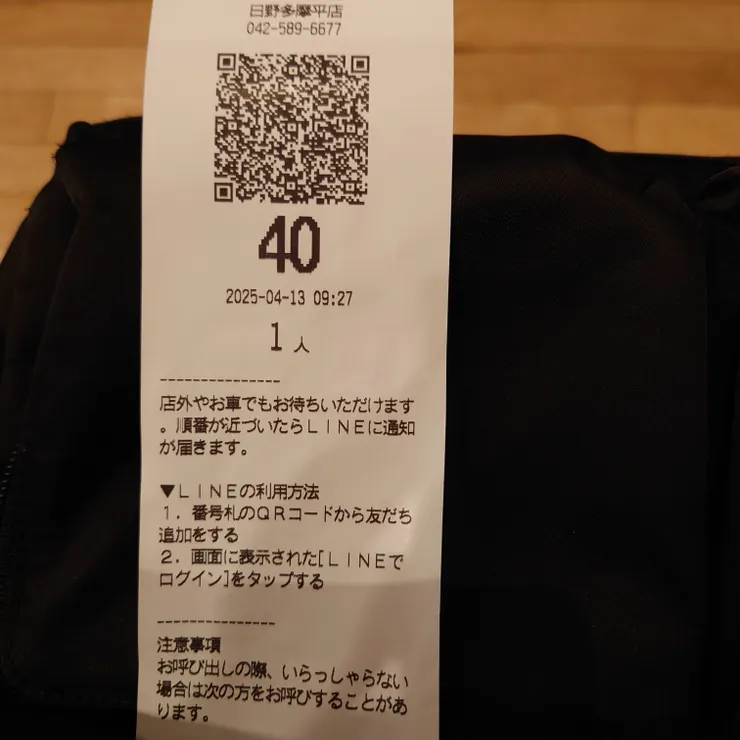 日野多摩平店
042-589-6677
40
2025-04-13 09:27
1人
---------------
店外やお車でもお待ちいただけます
。順番が近づいたらLINEに通知
が届きます。
▼LINEの利用方法
1．番号札のQRコードから友だち
追加をする
2．画面に表示された[LINEで
ログイン]をタップする
---------------
注意事項
お呼び出しの際、いらっしゃらない
場合は次の方をお呼びすることがあ
ります。